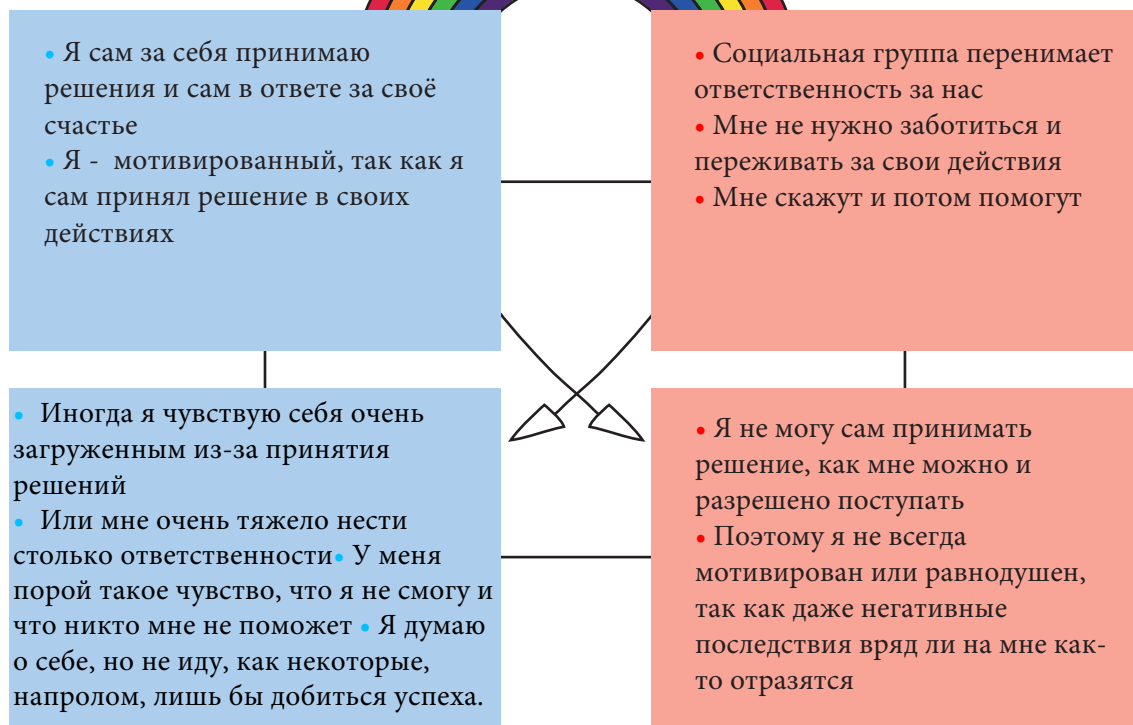 • Я сам за себя принимаю
решения и сам в ответе за своё
счастье
• Я - мотивированный, так как я
сам принял решение в своих
действиях
• Социальная группа перенимает
ответственность за нас
• Мне не нужно заботиться и
переживать за свои действия
• Мне скажут и потом помогут
• Иногда я чувствую себя очень
загруженным из-за принятия
решений
• Или мне очень тяжело нести
столько ответственности• У меня
порой такое чувство, что я не смогу и
что никто мне не поможет • Я думаю
о себе, но не иду, как некоторые,
напролом, лишь бы добиться успеха.
• Я не могу сам принимать
решение, как мне можно и
разрешено поступать
• Поэтому я не всегда
мотивирован или равнодушен,
так как даже негативные
последствия вряд ли на мне как-
то отразятся